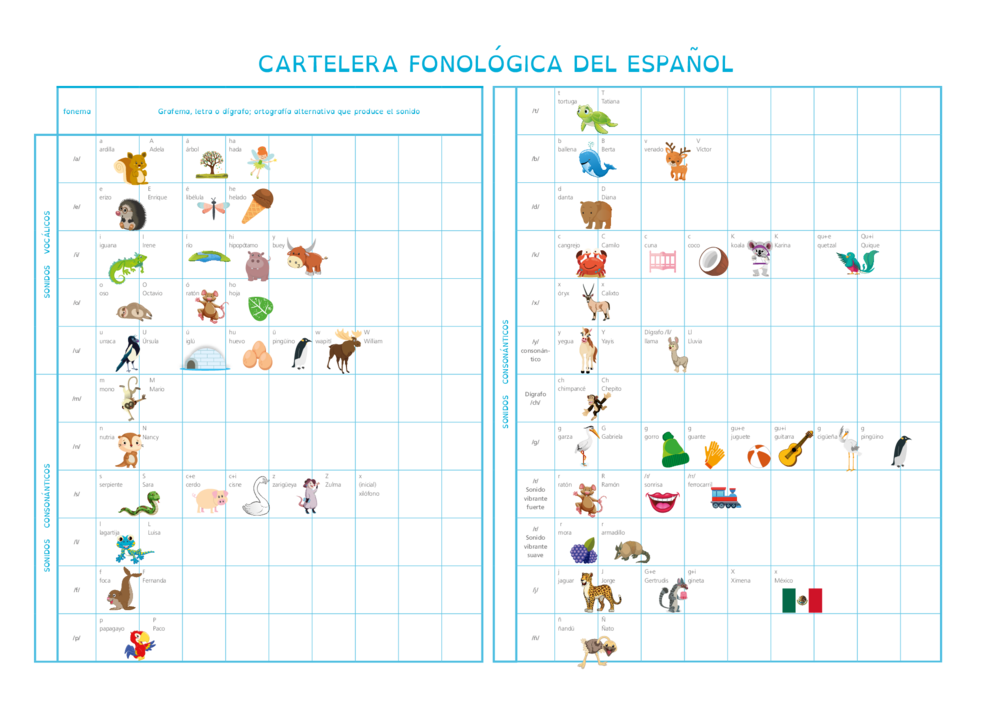 CARTELERA FONOLÓGICA DEL ESPAÑOL
fonema
Grafema, letra o dígrafo; ortografía alternativa que produce el sonido
SONIDOS VOCÁLICOS
/a/
a A á ha
ardilla Adela árbol hada
/e/
e E é he
erizo Enrique libélula helado
/i/
i I í hi y
iguana Irene río hipopótamo buey
/o/
o O ó ho
oso Octavio ratón hoja
/u/
u U ú hu ü w W
urraca Úrsula iglú huevo pingüino wapití William
SONIDOS CONSONÁNTICOS
/m/
m M
mono Mario
/n/
n N
nutria Nancy
/s/
s S c+e c+i z Z x
serpiente Sara cerdo cisne zarigüeya Zulma (inicial)
xilófono
/l/
l L
lagartija Luisa
/f/
f F
foca Fernanda
/p/
p P
papagayo Paco
SONIDOS CONSONÁNTICOS
/t/
t T
tortuga Tatiana
/b/
b B v V
ballena Berta venado Víctor
/d/
d D
danta Diana
/k/
c C c c K K qu+e Qu+i
cangrejo Camilo cuna coco koala Karina quetzal Quique
/x/
x x
oryx Calixto
/y/
consonán-
tico
y Y Dígrafo /ll/ Ll
yegua Yayo llama Lluvia
Dígrafo
/ch/
ch Ch
chimpancé Chepito
/g/
g G g g gu+e gu+i g g
garza Gabriela gorro guante juguete guitarra cigüeña pingüino
/r/
Sonido
vibrante
fuerte
r R /r/ /rr/
ratón Ramón sonrisa ferrocarril
/r/
Sonido
vibrante
suave
r r
mora armadillo
/j/
j J G+e g+i X x
jaguar Jorge Gertrudis gineta Ximena México
/ñ/
ñ Ñ
ñandú Ñato